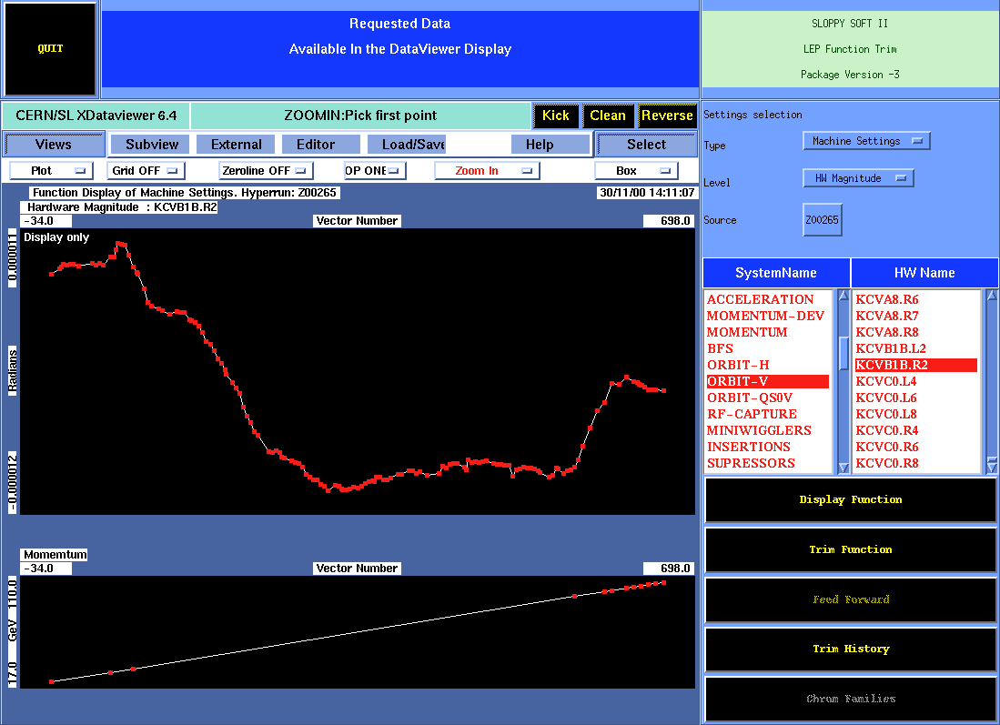 QUIT
Requested Data
Available In the DataViewer Display
SLOPPY SOFT II
LEP Function Trim
Package Version -3
CERN/SL XDataviewer 6.4
ZOOMIN:Pick first point
Kick
Clean
Reverse
Views
Subview
External
Editor
Load/Save
Help
Select
Plot
Grid OFF
Zeroline OFF
OP ONE
Zoom In
Box
Function Display of Machine Settings. Hyperrun: Z00265
30/11/00 14:11:07
Hardware Magnitude : KCVB1B.R2
-34.0
Vector Number
698.0
Display only
0.000011
Radians
-0.000012
Momemtum
-34.0
Vector Number
698.0
110.0
GeV
17.0
Settings selection
Type
Machine Settings
Level
HW Magnitude
Source
Z00265
SystemName
HW Name
ACCELERATION
MOMENTUM-DEV
MOMENTUM
BFS
ORBIT-H
ORBIT-V
ORBIT-QS0V
RF-CAPTURE
MINIWIGGLERS
INSERTIONS
SUPRESSORS
KCVA8.R6
KCVA8.R7
KCVA8.R8
KCVB1B.L2
KCVB1B.R2
KCVC0.L4
KCVC0.L6
KCVC0.L8
KCVC0.R4
KCVC0.R6
KCVC0.R8
Display Function
Trim Function
Feed Forward
Trim History
Chrom Families